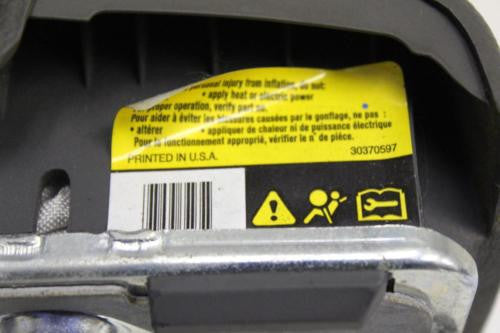 personal injury from inflation, do not:
• apply heat or electric power
proper operation, verify part no.
Pour aider à éviter les blessures causées par le gonflage, ne pas :
• altérer • appliquer de chaleur ni de puissance électrique
Pour le fonctionnement approprié, vérifier le n° de pièce.
PRINTED IN U.S.A. 30370597